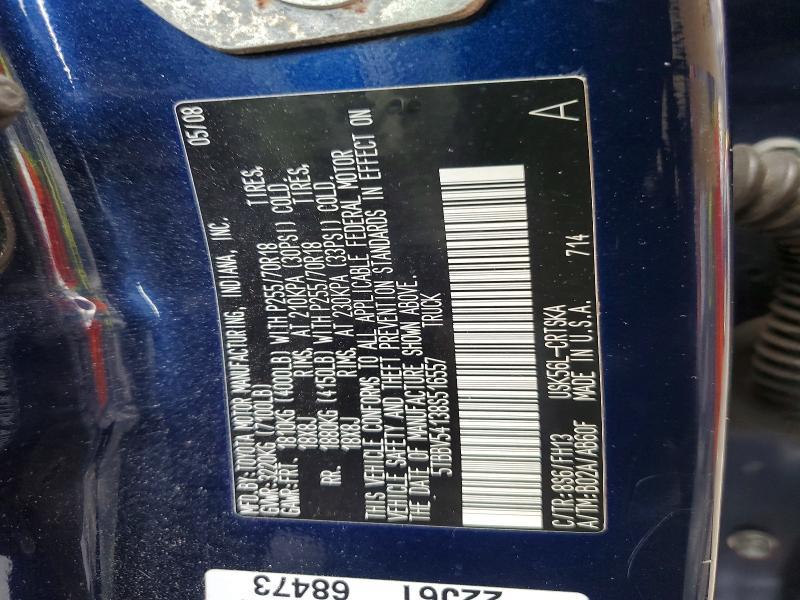 MFD BY: TOYOTA MOTOR MANUFACTURING, INDIANA, INC. 05/08
GVWR:3220KG (7100LB)
GAWR:FRT. 1810KG (4000LB) WITH P255/70R18 TIRES,
18X8J RIMS, AT 210KPA (30PSI) COLD.
RR. 1880KG (4150LB) WITH P255/70R18 TIRES,
18X8J RIMS, AT 230KPA (33PSI) COLD.
THIS VEHICLE CONFORMS TO ALL APPLICABLE FEDERAL MOTOR
VEHICLE SAFETY AND THEFT PREVENTION STANDARDS IN EFFECT ON
THE DATE OF MANUFACTURE SHOWN ABOVE.
5TBBV54138S516557 TRUCK
C/TR:8S6/FH13 USK56L-CRTSKA 714 A
A/TM:B02A/AB60F MADE IN U.S.A.
22J61
68473